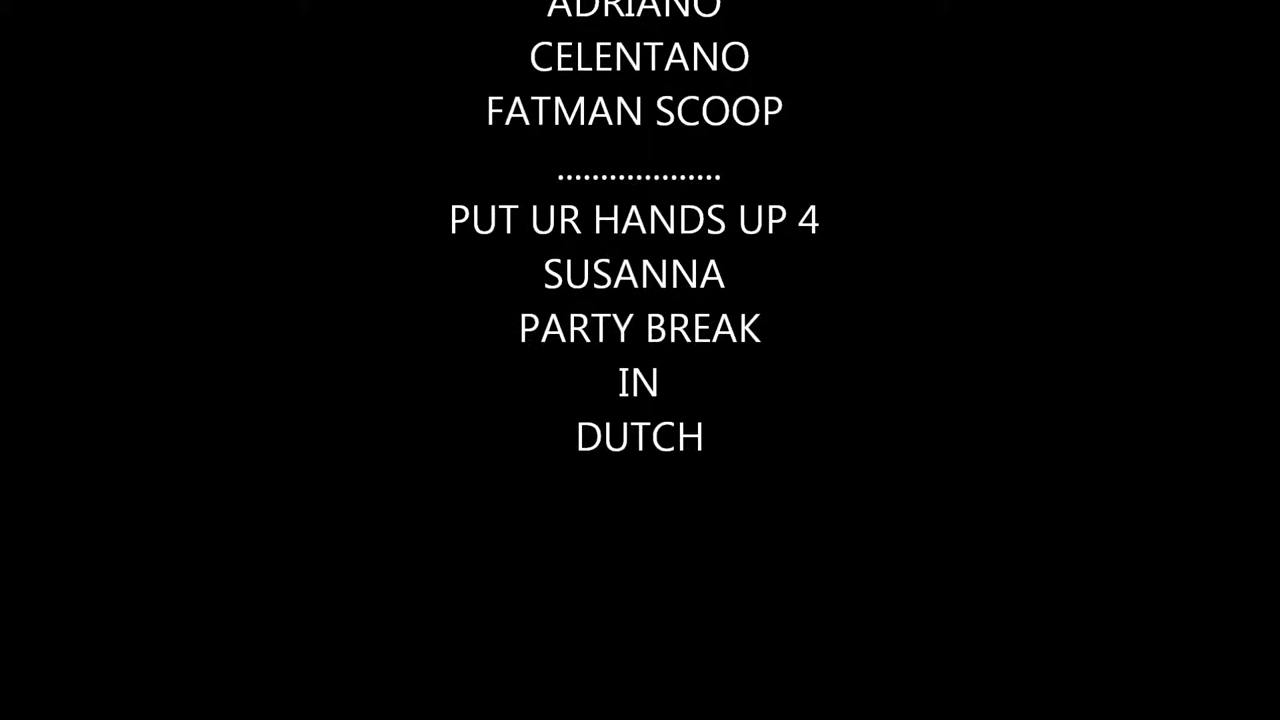 ADRIANO
CELENTANO
FATMAN SCOOP
...................
PUT UR HANDS UP 4
SUSANNA
PARTY BREAK
IN
DUTCH